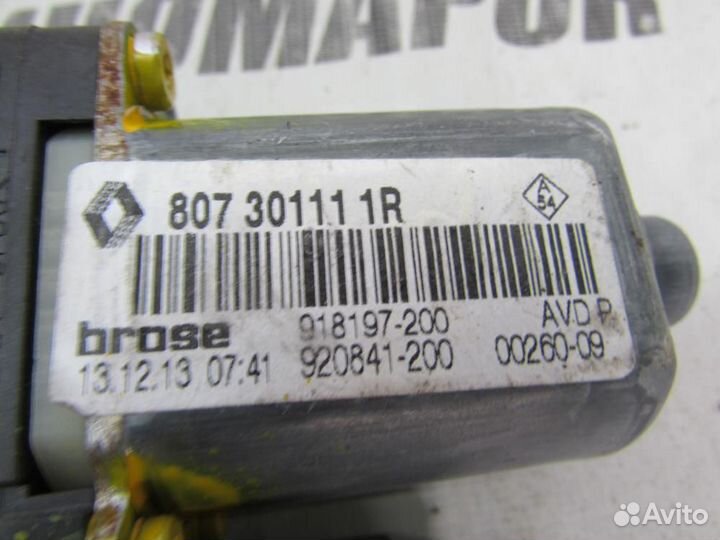 807 30111 1R
A
54
brose
918197-200
AVD P
13.12.13 07:41
920841-200
00260-09
Avito